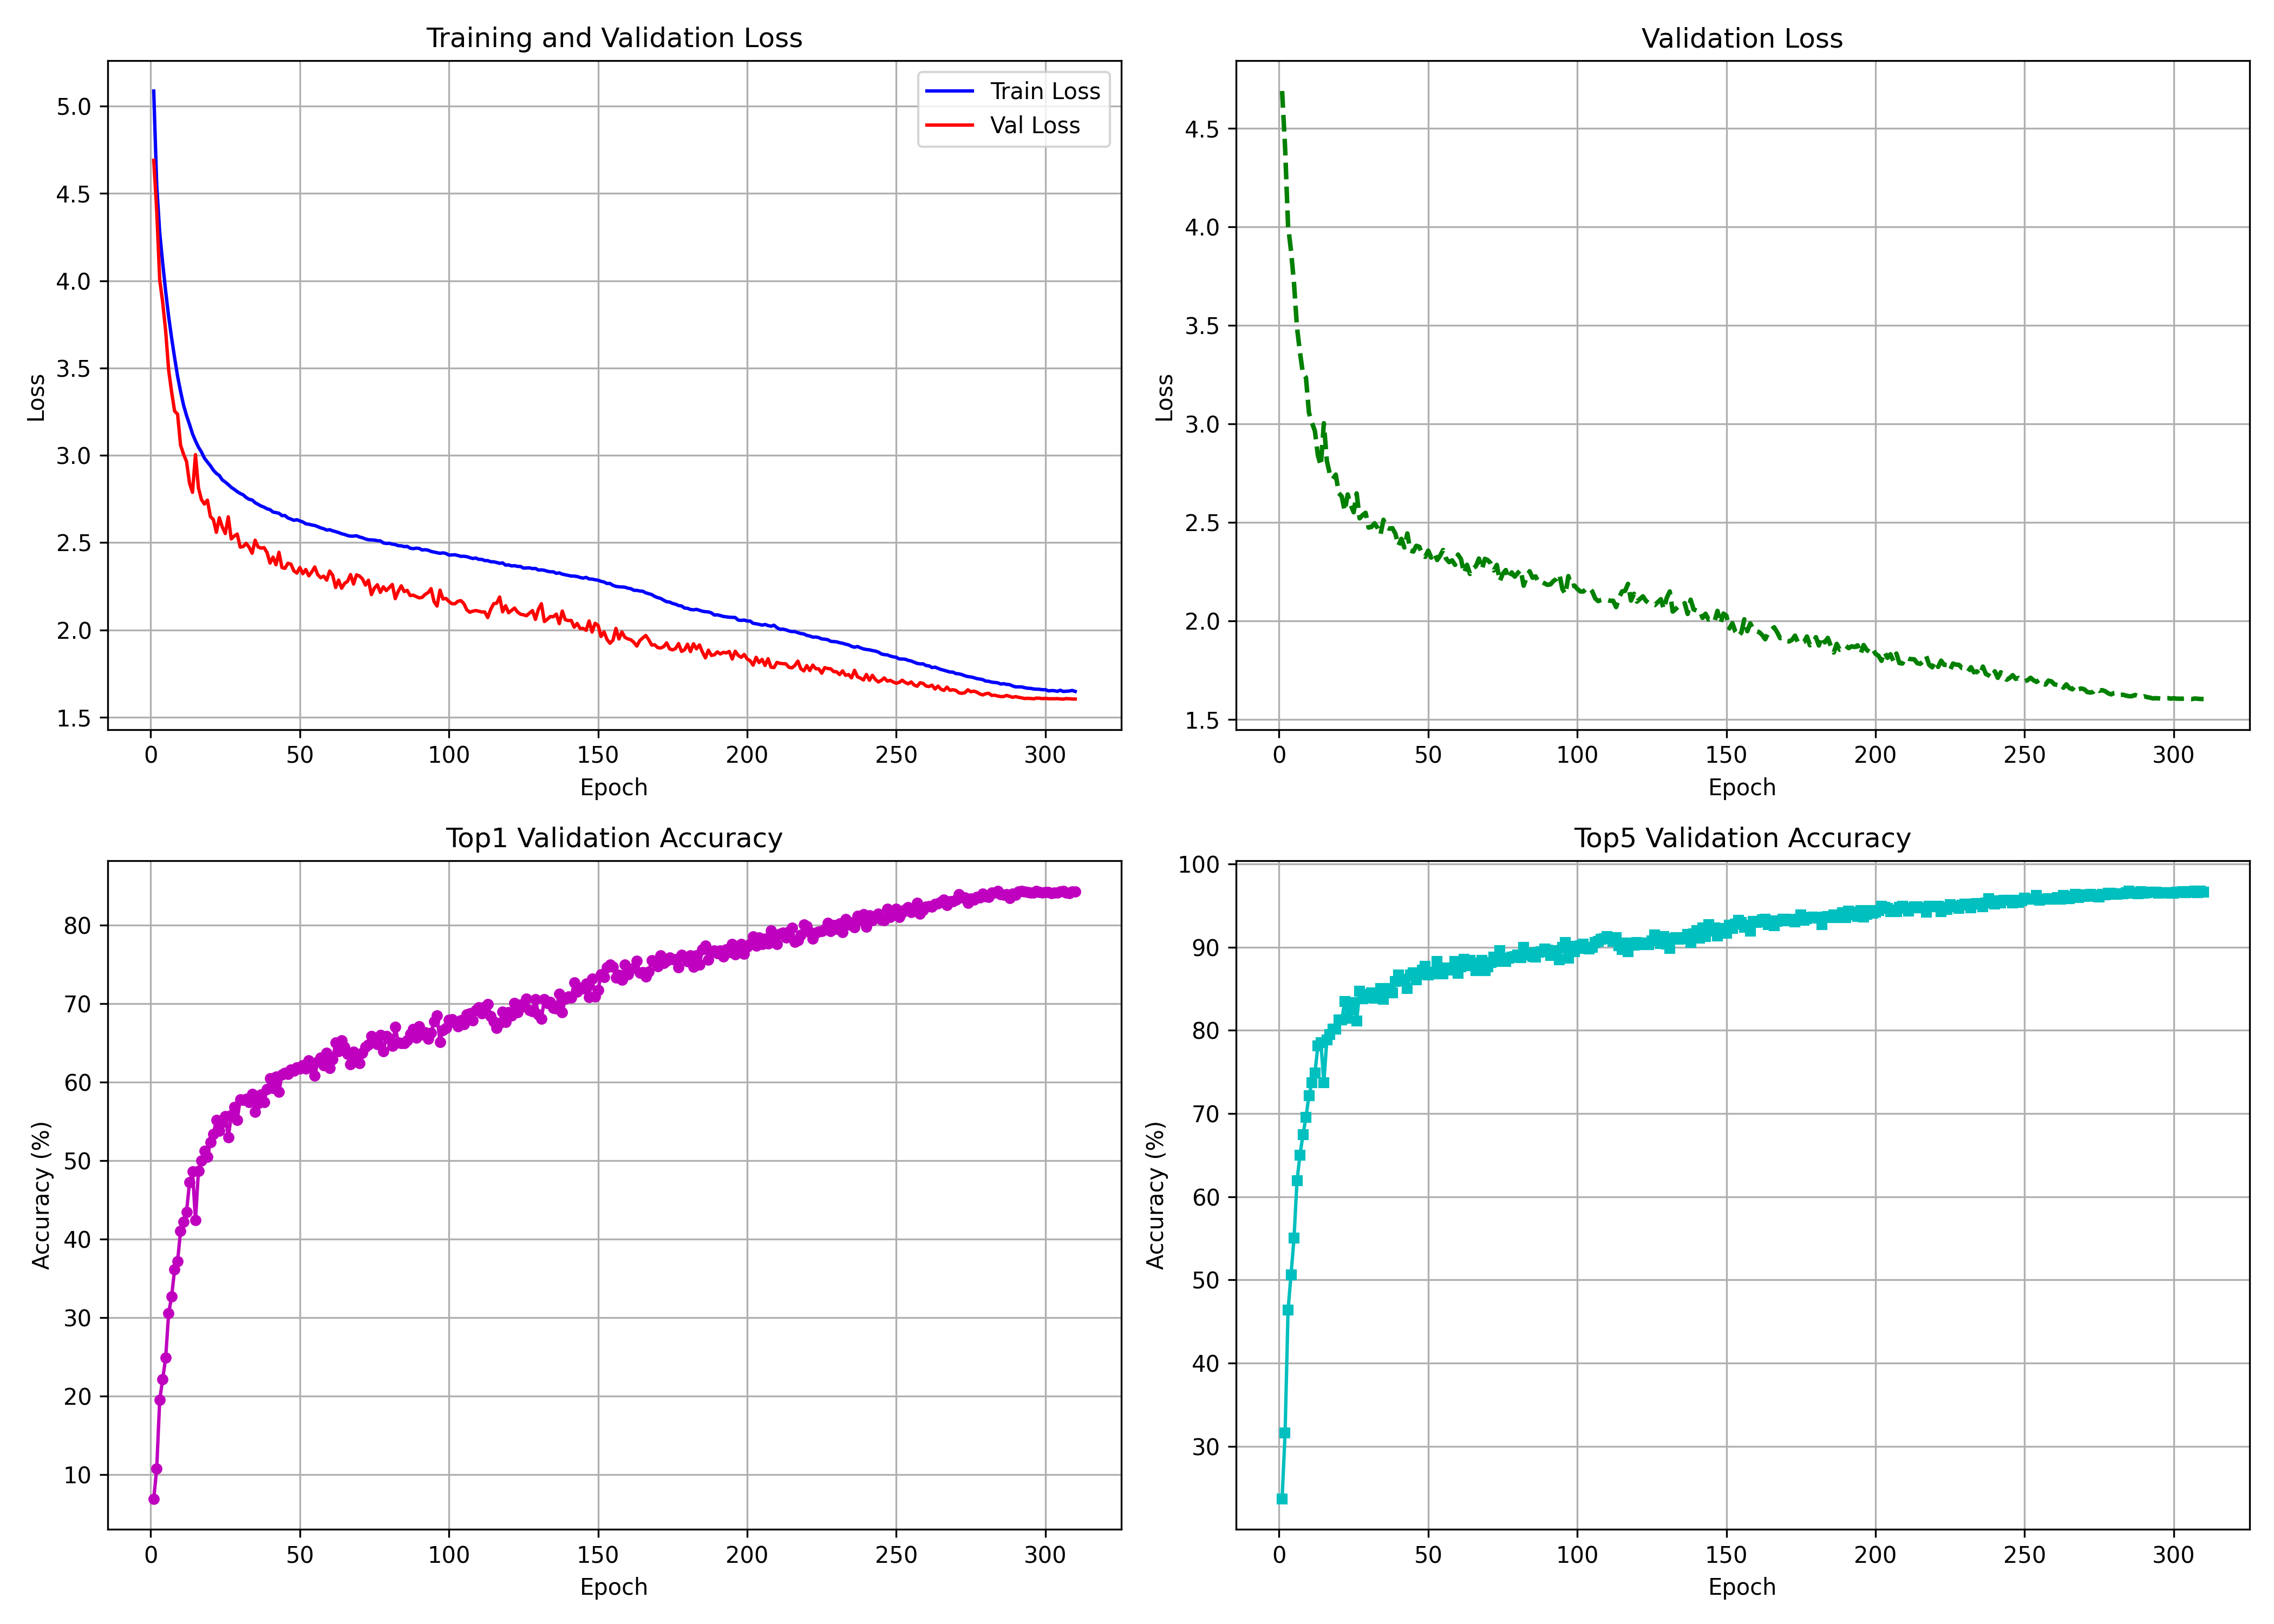 Training and Validation Loss
Train Loss
Val Loss
5.0
4.5
4.0
3.5
3.0
2.5
2.0
1.5
Loss
0 50 100 150 200 250 300
Epoch
Validation Loss
4.5
4.0
3.5
3.0
2.5
2.0
1.5
Loss
0 50 100 150 200 250 300
Epoch
Top1 Validation Accuracy
80
70
60
50
40
30
20
10
Accuracy (%)
0 50 100 150 200 250 300
Epoch
Top5 Validation Accuracy
100
90
80
70
60
50
40
30
Accuracy (%)
0 50 100 150 200 250 300
Epoch